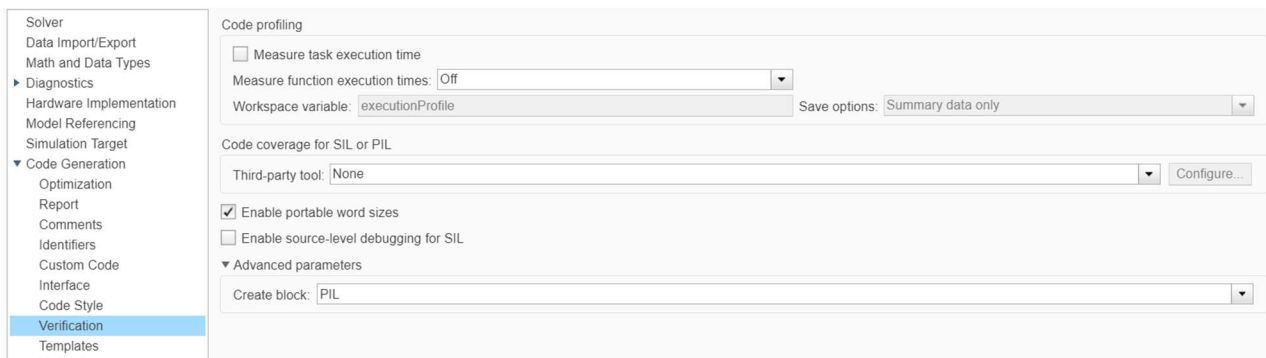 Solver
Data Import/Export
Math and Data Types
Diagnostics
Hardware Implementation
Model Referencing
Simulation Target
Code Generation
Optimization
Report
Comments
Identifiers
Custom Code
Interface
Code Style
Verification
Templates
Code profiling
Measure task execution time
Measure function execution times: Off
Workspace variable: executionProfile Save options: Summary data only
Code coverage for SIL or PIL
Third-party tool: None Configure...
Enable portable word sizes
Enable source-level debugging for SIL
Advanced parameters
Create block: PIL